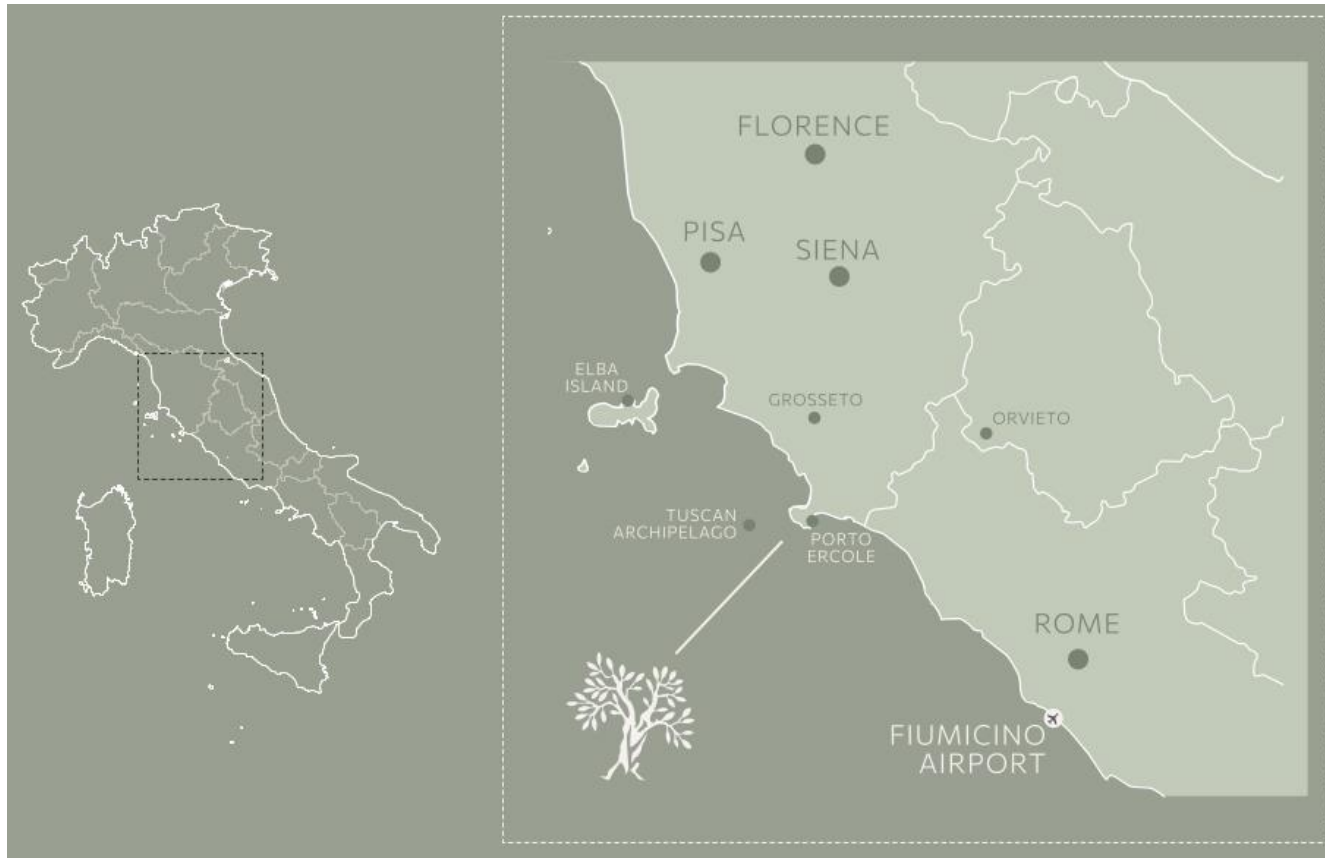 FLORENCE
PISA
SIENA
ELBA
ISLAND
GROSSETO
ORVIETO
TUSCAN
ARCHIPELAGO
PORTO
ERCOLE
ROME
FIUMICINO
AIRPORT